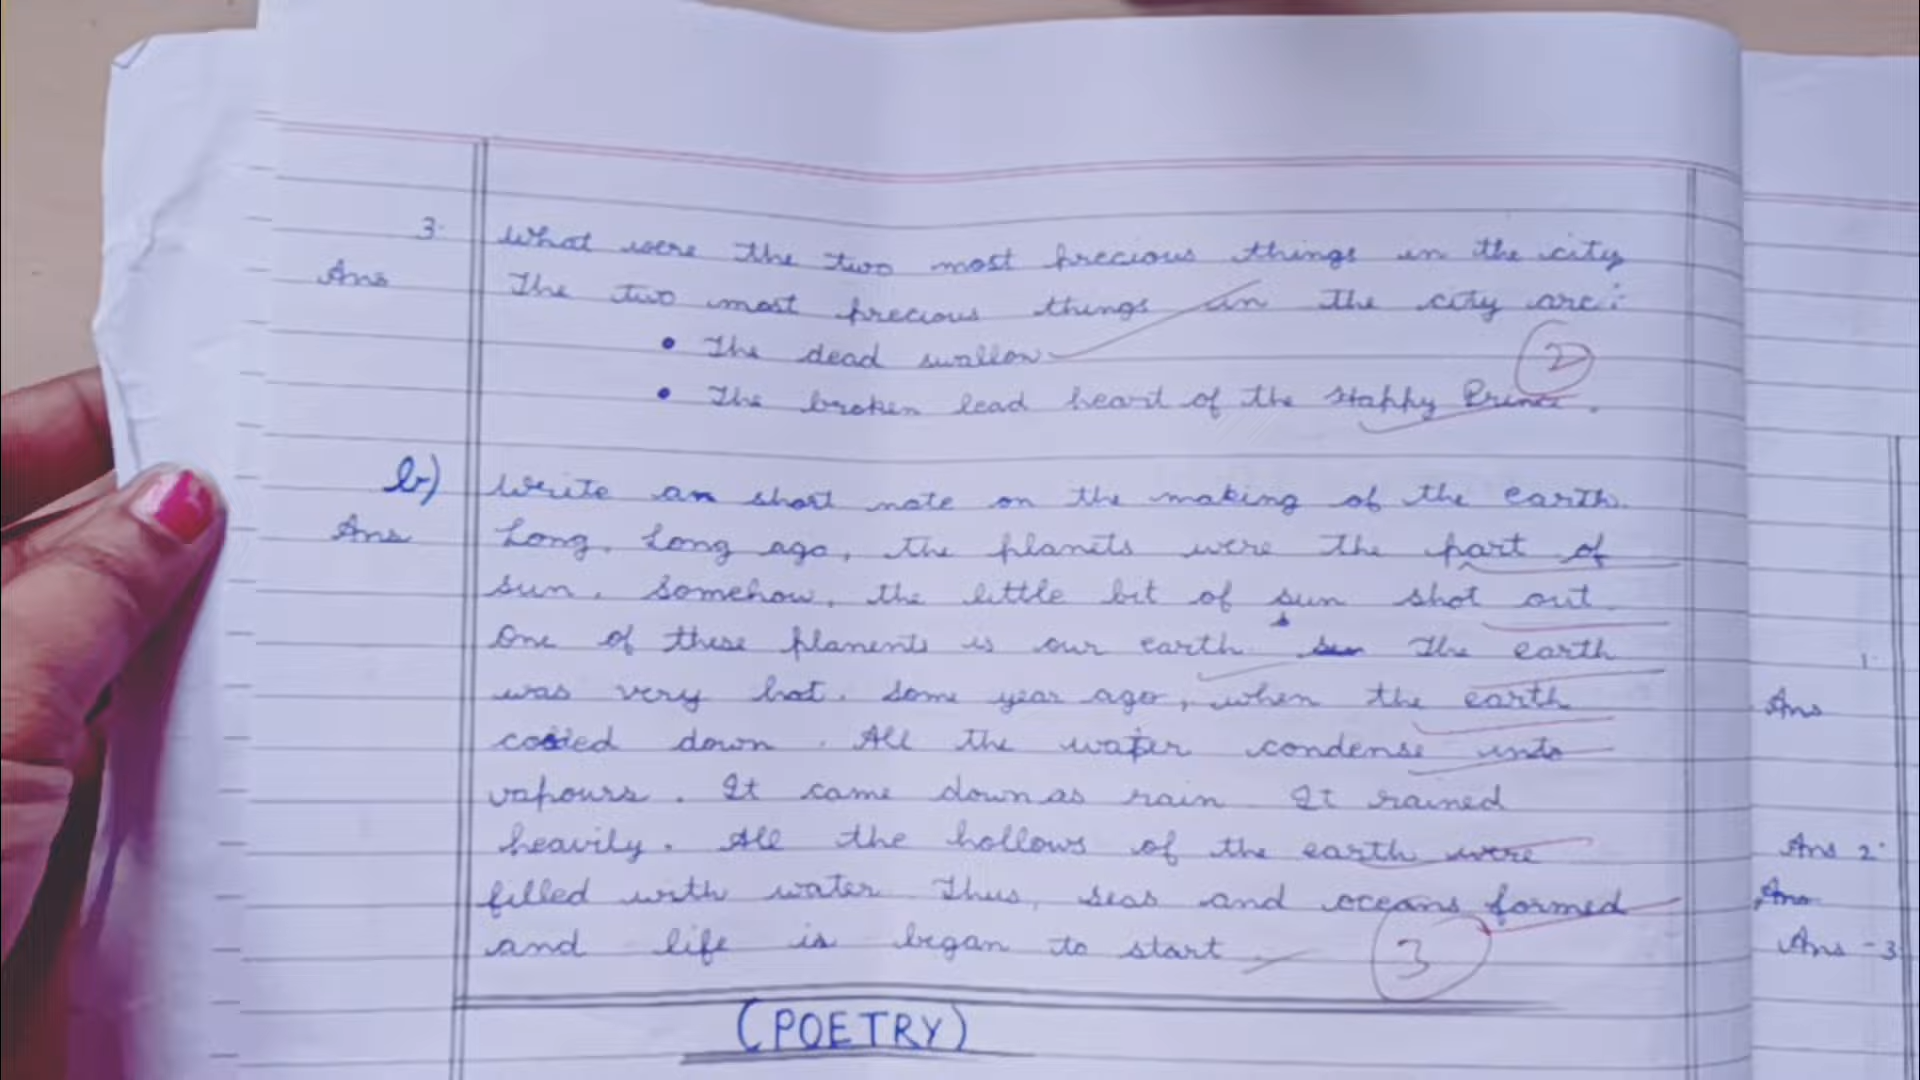 3. What were the two most precious things in the city
Ans The two most precious things in the city are:
• The dead swallow
• The broken lead heart of the Happy Prince.
2
b) Write an short note on the making of the earth.
Ans Long, Long ago, the planets were the part of
sun. Somehow, the little bit of sun shot out
One of these planents is our earth. The earth
was very hot. Some year ago, when the earth
cooled down. All the water condense into
vapours. It came down as rain It rained
heavily. All the hollows of the earth were
filled with water Thus, seas and oceans formed
and life is began to start
3
(POETRY)
1.
Ans
Ans 2.
Ans
Ans - 3